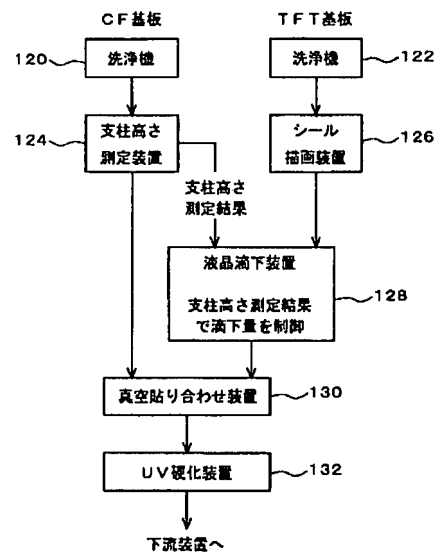 CF基板
TFT基板
120
洗浄機
洗浄機
122
124
支柱高さ
測定装置
シール
描画装置
126
支柱高さ
測定結果
液晶滴下装置
支柱高さ測定結果
で滴下量を制御
128
真空貼り合わせ装置
130
UV硬化装置
132
下流装置へ